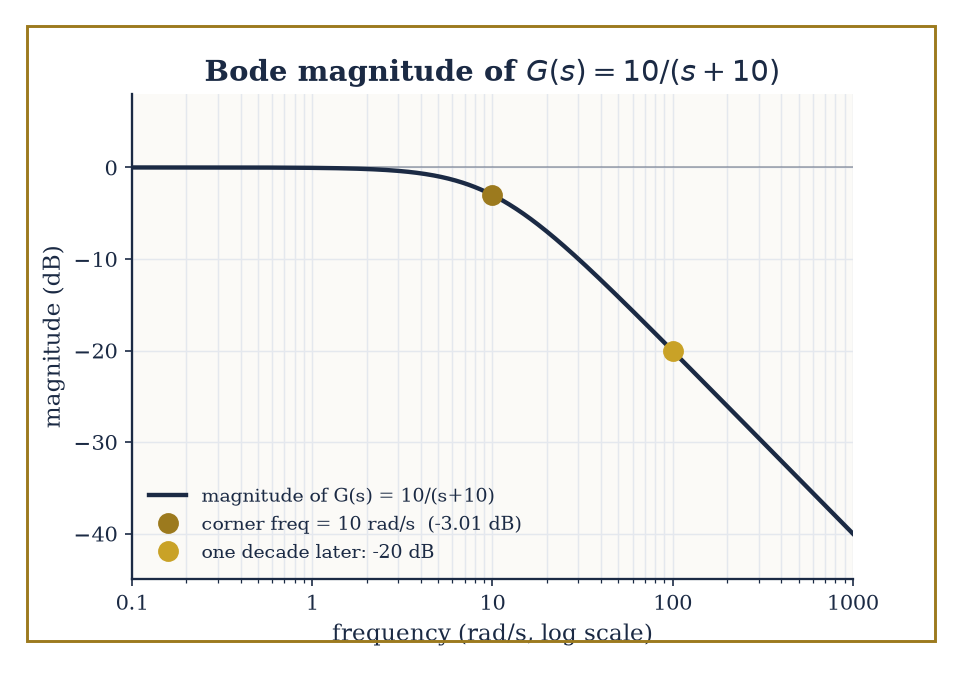 Bode magnitude of G(s) = 10/(s + 10)
magnitude (dB)
0
−10
−20
−30
−40
magnitude of G(s) = 10/(s+10)
corner freq = 10 rad/s (-3.01 dB)
one decade later: -20 dB
0.1 1 10 100 1000
frequency (rad/s, log scale)